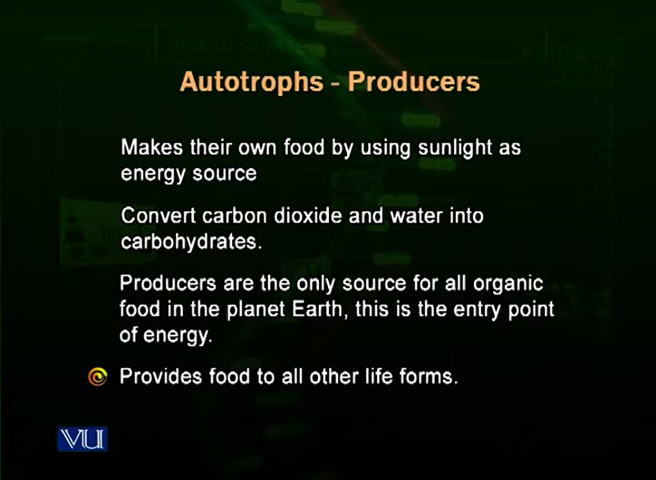 Autotrophs - Producers
Makes their own food by using sunlight as
energy source
Convert carbon dioxide and water into
carbohydrates.
Producers are the only source for all organic
food in the planet Earth, this is the entry point
of energy.
Provides food to all other life forms.
VU